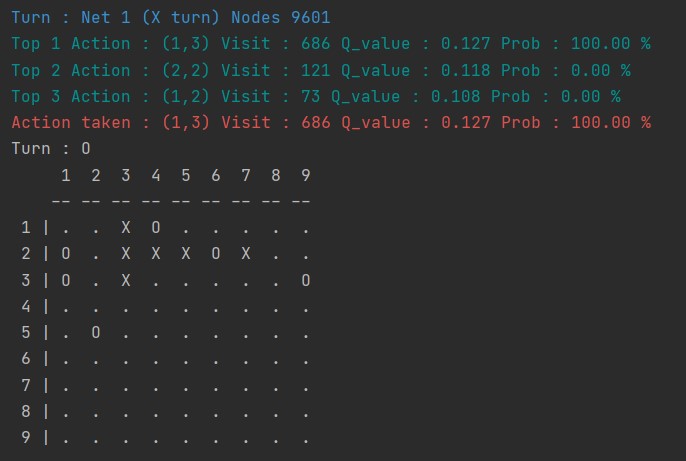 Turn : Net 1 (X turn) Nodes 9601
Top 1 Action : (1,3) Visit : 686 Q_value : 0.127 Prob : 100.00 %
Top 2 Action : (2,2) Visit : 121 Q_value : 0.118 Prob : 0.00 %
Top 3 Action : (1,2) Visit : 73 Q_value : 0.108 Prob : 0.00 %
Action taken : (1,3) Visit : 686 Q_value : 0.127 Prob : 100.00 %
Turn : O
1 2 3 4 5 6 7 8 9
-- -- -- -- -- -- -- -- --
1 | . . X O . . . . .
2 | O . X X X O X . .
3 | O . X . . . . . O
4 | . . . . . . . . .
5 | . O . . . . . . .
6 | . . . . . . . . .
7 | . . . . . . . . .
8 | . . . . . . . . .
9 | . . . . . . . . .